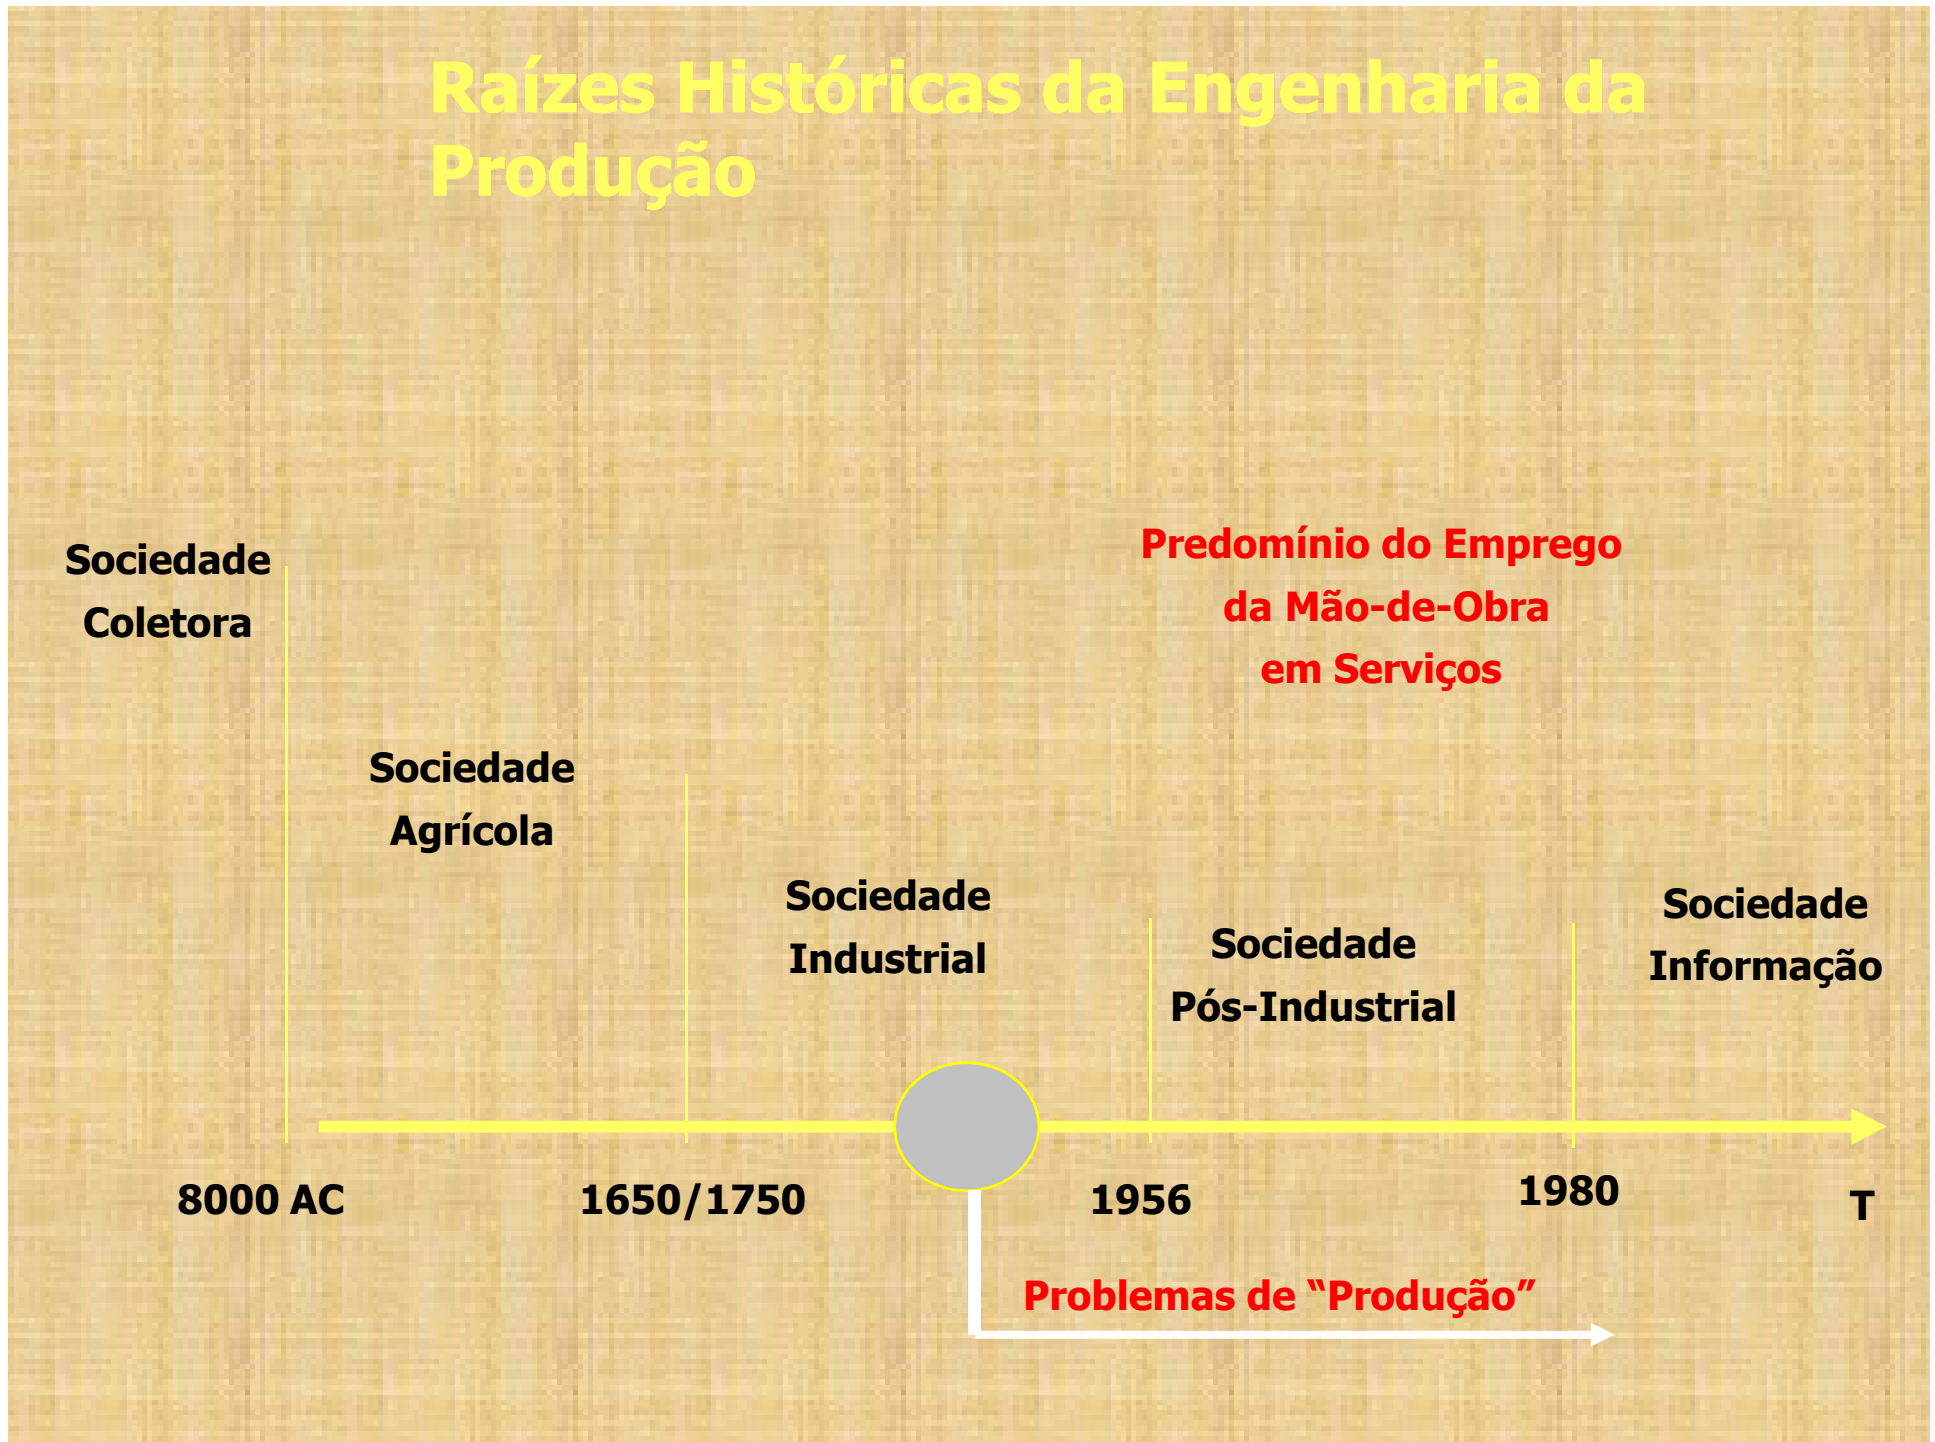 Raízes Históricas da Engenharia da
Produção
Sociedade
Coletora
Predomínio do Emprego
da Mão-de-Obra
em Serviços
Sociedade
Agrícola
Sociedade
Industrial
Sociedade
Pós-Industrial
Sociedade
Informação
8000 AC
1650/1750
1956
1980
T
Problemas de “Produção”